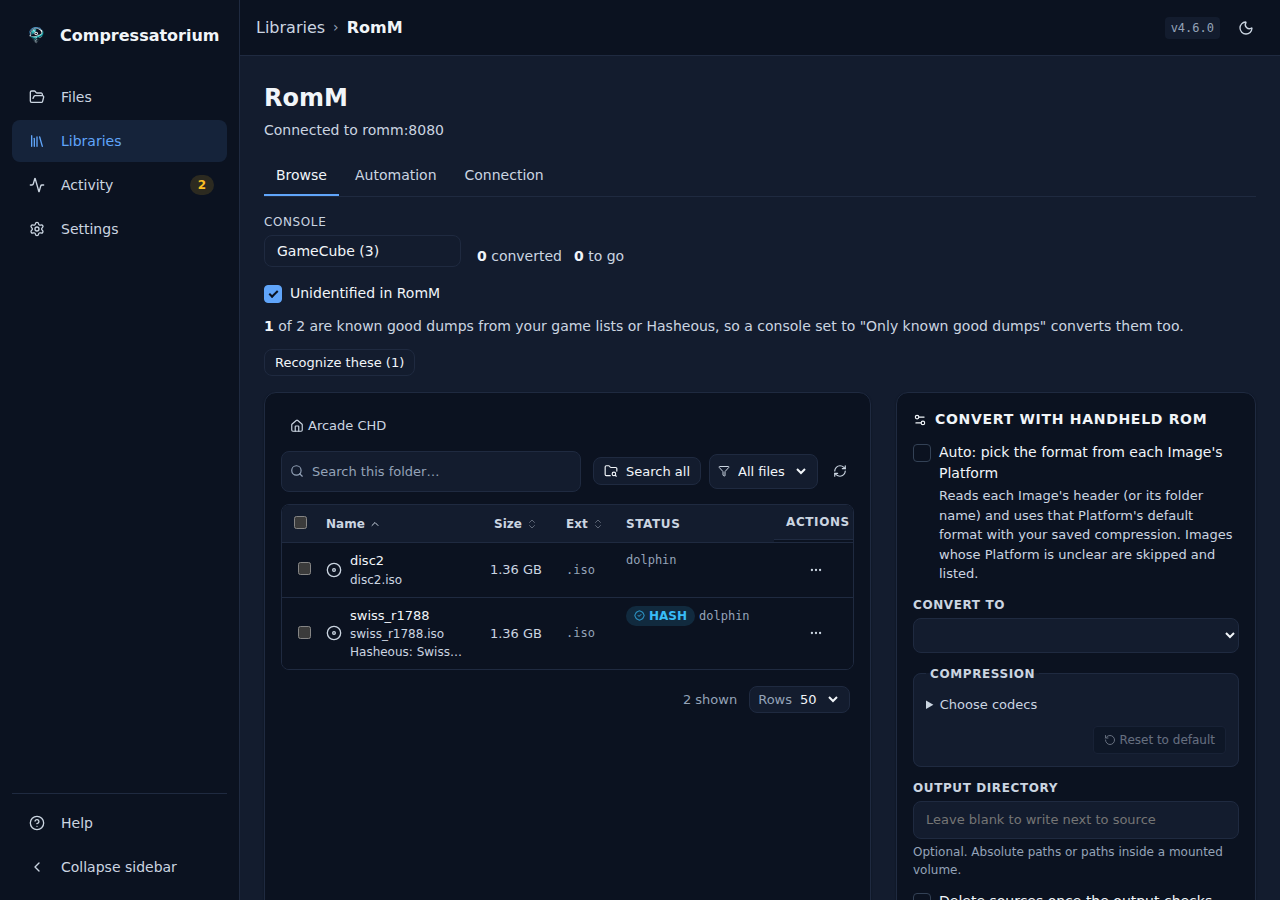 Compressatorium
Libraries › RomM
v4.6.0
Files
Libraries
Activity
2
Settings
Help
Collapse sidebar
RomM
Connected to romm:8080
Browse
Automation
Connection
CONSOLE
GameCube (3)
0 converted 0 to go
Unidentified in RomM
1 of 2 are known good dumps from your game lists or Hasheous, so a console set to "Only known good dumps" converts them too.
Recognize these (1)
Arcade CHD
Search this folder…
Search all
All files
Name
Size
Ext
STATUS
ACTIONS
disc2
disc2.iso
1.36 GB
.iso
dolphin
swiss_r1788
swiss_r1788.iso
Hasheous: Swiss…
1.36 GB
.iso
HASH dolphin
2 shown
Rows 50
CONVERT WITH HANDHELD ROM
Auto: pick the format from each Image's
Platform
Reads each Image's header (or its folder
name) and uses that Platform's default
format with your saved compression. Images
whose Platform is unclear are skipped and
listed.
CONVERT TO
COMPRESSION
Choose codecs
Reset to default
OUTPUT DIRECTORY
Leave blank to write next to source
Optional. Absolute paths or paths inside a mounted
volume.
Delete sources once the output checks